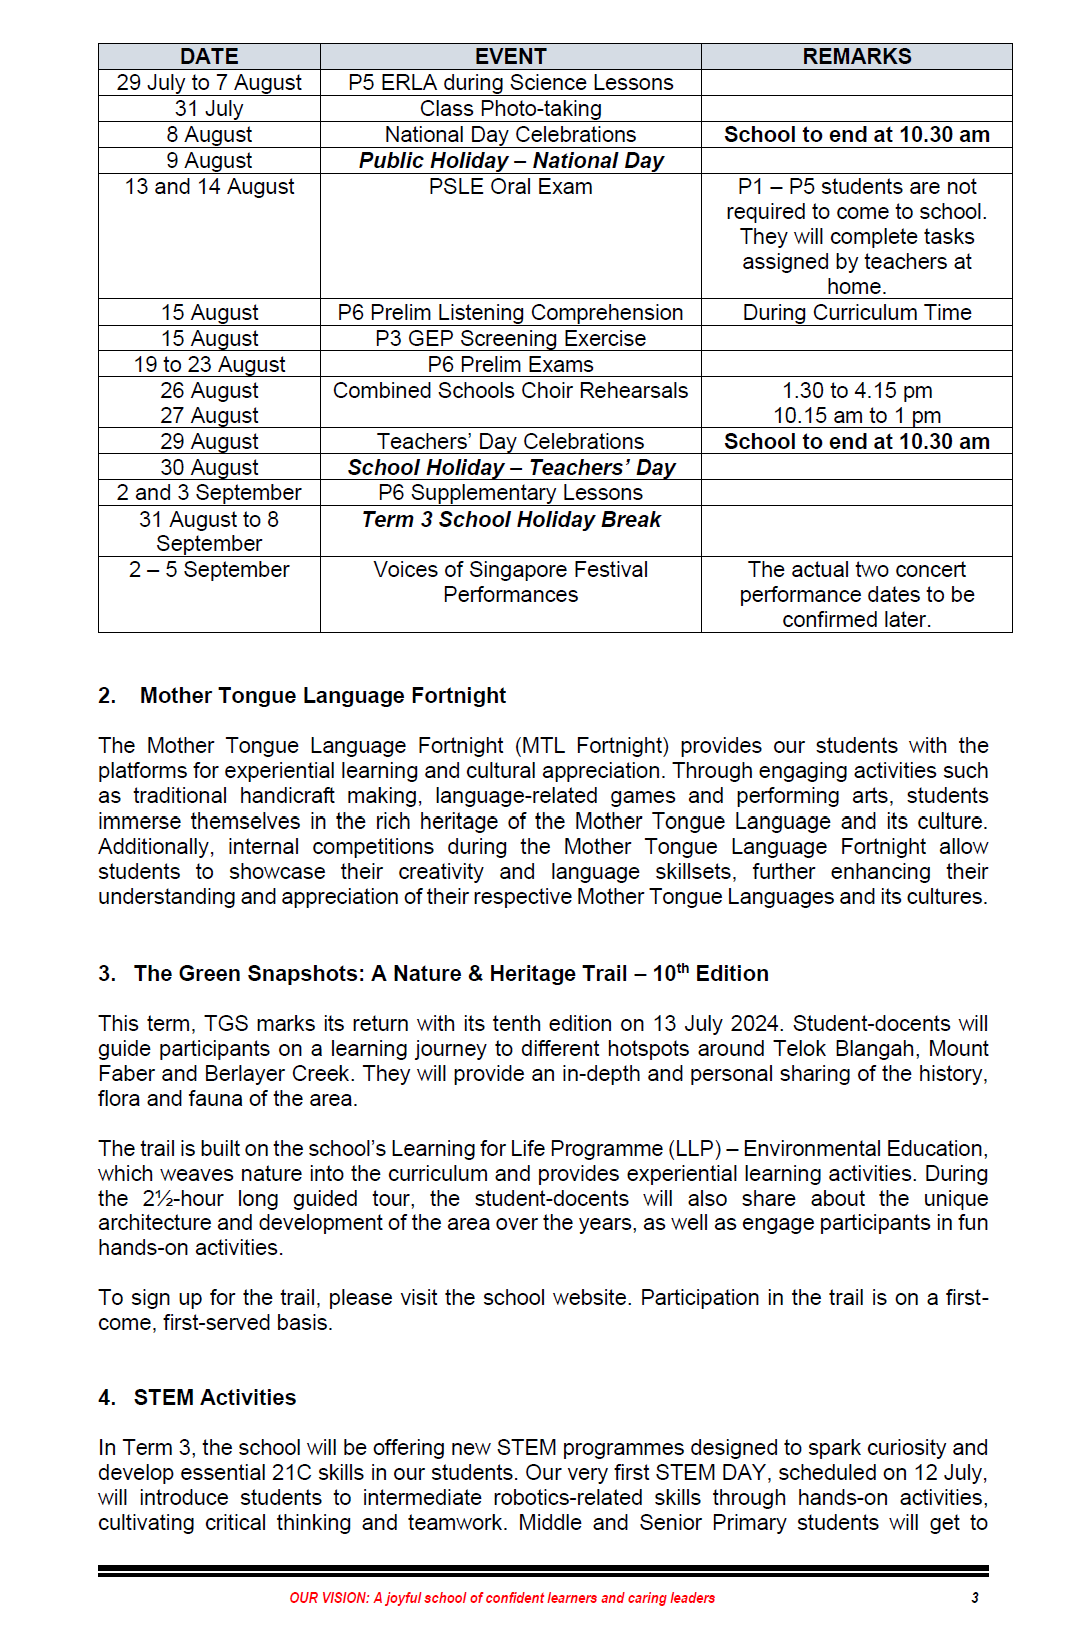 DATE EVENT REMARKS
29 July to 7 August P5 ERLA during Science Lessons
31 July Class Photo-taking
8 August National Day Celebrations School to end at 10.30 am
9 August Public Holiday – National Day
13 and 14 August PSLE Oral Exam P1 – P5 students are not
required to come to school.
They will complete tasks
assigned by teachers at
home.
15 August P6 Prelim Listening Comprehension During Curriculum Time
15 August P3 GEP Screening Exercise
19 to 23 August P6 Prelim Exams
26 August Combined Schools Choir Rehearsals 1.30 to 4.15 pm
27 August 10.15 am to 1 pm
29 August Teachers’ Day Celebrations School to end at 10.30 am
30 August School Holiday – Teachers’ Day
2 and 3 September P6 Supplementary Lessons
31 August to 8 Term 3 School Holiday Break
September
2 – 5 September Voices of Singapore Festival The actual two concert
Performances performance dates to be
confirmed later.
2. Mother Tongue Language Fortnight
The Mother Tongue Language Fortnight (MTL Fortnight) provides our students with the
platforms for experiential learning and cultural appreciation. Through engaging activities such
as traditional handicraft making, language-related games and performing arts, students
immerse themselves in the rich heritage of the Mother Tongue Language and its culture.
Additionally, internal competitions during the Mother Tongue Language Fortnight allow
students to showcase their creativity and language skillsets, further enhancing their
understanding and appreciation of their respective Mother Tongue Languages and its cultures.
3. The Green Snapshots: A Nature & Heritage Trail – 10th Edition
This term, TGS marks its return with its tenth edition on 13 July 2024. Student-docents will
guide participants on a learning journey to different hotspots around Telok Blangah, Mount
Faber and Berlayer Creek. They will provide an in-depth and personal sharing of the history,
flora and fauna of the area.
The trail is built on the school’s Learning for Life Programme (LLP) – Environmental Education,
which weaves nature into the curriculum and provides experiential learning activities. During
the 2½-hour long guided tour, the student-docents will also share about the unique
architecture and development of the area over the years, as well as engage participants in fun
hands-on activities.
To sign up for the trail, please visit the school website. Participation in the trail is on a first-
come, first-served basis.
4. STEM Activities
In Term 3, the school will be offering new STEM programmes designed to spark curiosity and
develop essential 21C skills in our students. Our very first STEM DAY, scheduled on 12 July,
will introduce students to intermediate robotics-related skills through hands-on activities,
cultivating critical thinking and teamwork. Middle and Senior Primary students will get to
OUR VISION: A joyful school of confident learners and caring leaders 3